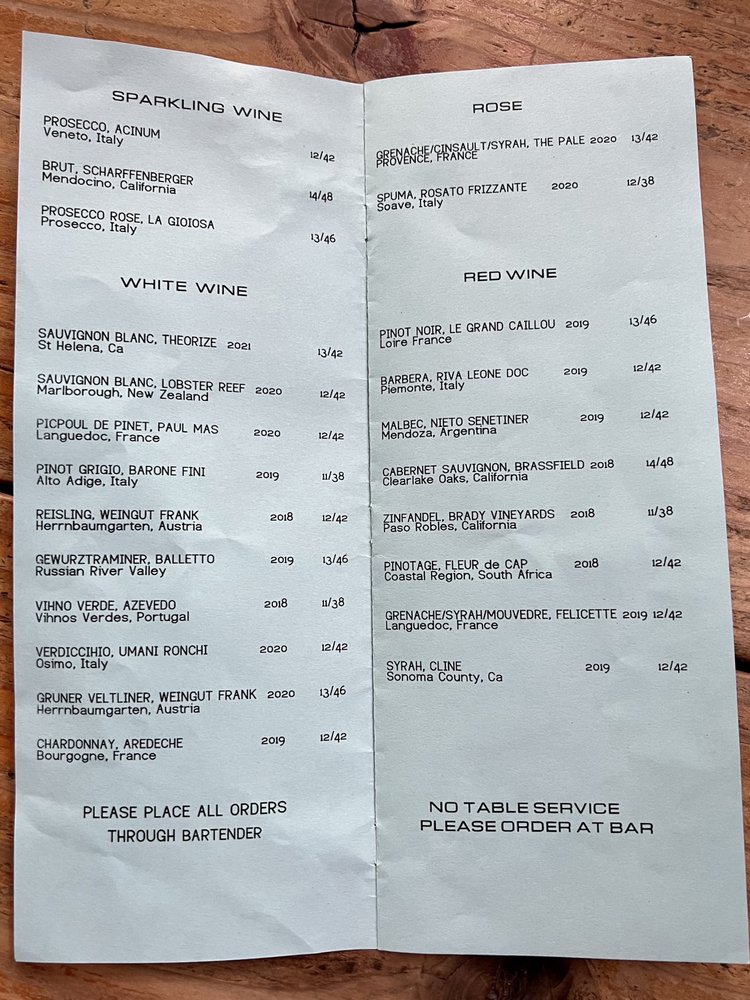 SPARKLING WINE
PROSECCO, ACINUM
Veneto, Italy
12/42
BRUT, SCHARFFENBERGER
Mendocino, California
14/48
PROSECCO ROSE, LA GIOIOSA
Prosecco, Italy
13/46
WHITE WINE
SAUVIGNON BLANC, THEORIZE 2021
St Helena, Ca
13/42
SAUVIGNON BLANC, LOBSTER REEF 2020 12/42
Marlborough, New Zealand
PICPOUL DE PINET, PAUL MAS 2020 12/42
Languedoc, France
PINOT GRIGIO, BARONE FINI 2019 11/38
Alto Adige, Italy
REISLING, WEINGUT FRANK 2018 12/42
Herrnbaumgarten, Austria
GEWURZTRAMINER, BALLETTO 2019 13/46
Russian River Valley
VIHNO VERDE, AZEVEDO 2018 11/38
Vihnos Verdes, Portugal
VERDICCIHIO, UMANI RONCHI 2020 12/42
Osimo, Italy
GRUNER VELTLINER, WEINGUT FRANK 2020 13/46
Herrnbaumgarten, Austria
CHARDONNAY, AREDECHE 2019 12/42
Bourgogne, France
PLEASE PLACE ALL ORDERS
THROUGH BARTENDER
ROSE
GRENACHE/CINSAULT/SYRAH, THE PALE 2020 13/42
PROVENCE, FRANCE
SPUMA, ROSATO FRIZZANTE 2020 12/38
Soave, Italy
RED WINE
PINOT NOIR, LE GRAND CAILLOU 2019 13/46
Loire France
BARBERA, RIVA LEONE DOC 2019 12/42
Piemonte, Italy
MALBEC, NIETO SENETINER 2019 12/42
Mendoza, Argentina
CABERNET SAUVIGNON, BRASSFIELD 2018 14/48
Clearlake Oaks, California
ZINFANDEL, BRADY VINEYARDS 2018 11/38
Paso Robles, California
PINOTAGE, FLEUR de CAP 2018 12/42
Coastal Region, South Africa
GRENACHE/SYRAH/MOUVEDRE, FELICETTE 2019 12/42
Languedoc, France
SYRAH, CLINE 2019 12/42
Sonoma County, Ca
NO TABLE SERVICE
PLEASE ORDER AT BAR